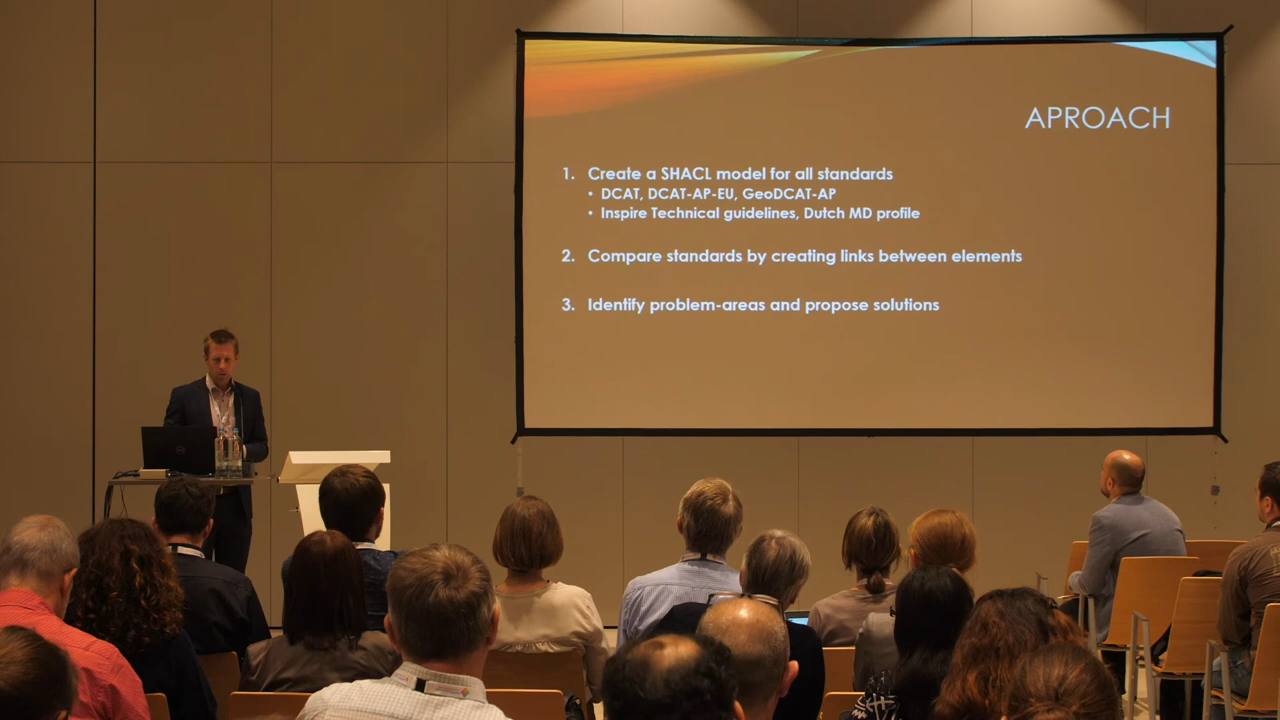 APROACH
1. Create a SHACL model for all standards
• DCAT, DCAT-AP-EU, GeoDCAT-AP
• Inspire Technical guidelines, Dutch MD profile
2. Compare standards by creating links between elements
3. Identify problem-areas and propose solutions